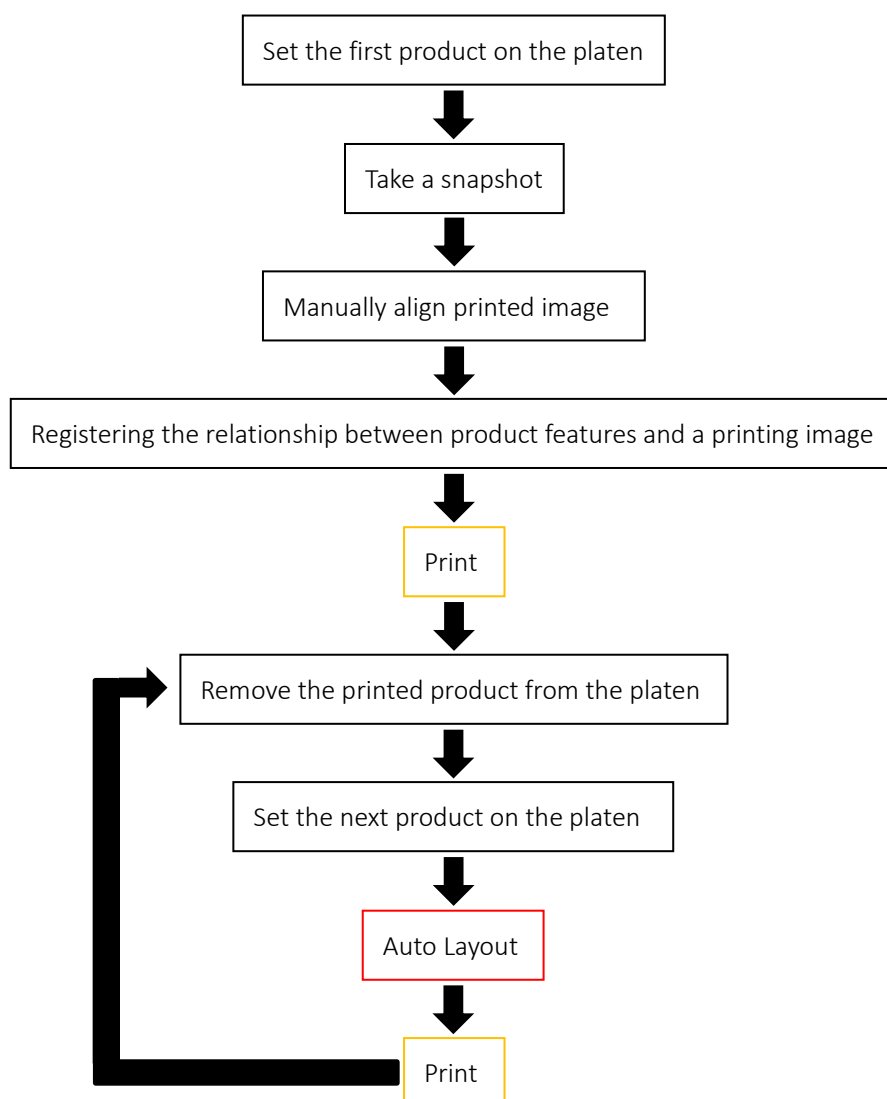 Set the first product on the platen
Take a snapshot
Manually align printed image
Registering the relationship between product features and a printing image
Print
Remove the printed product from the platen
Set the next product on the platen
Auto Layout
Print